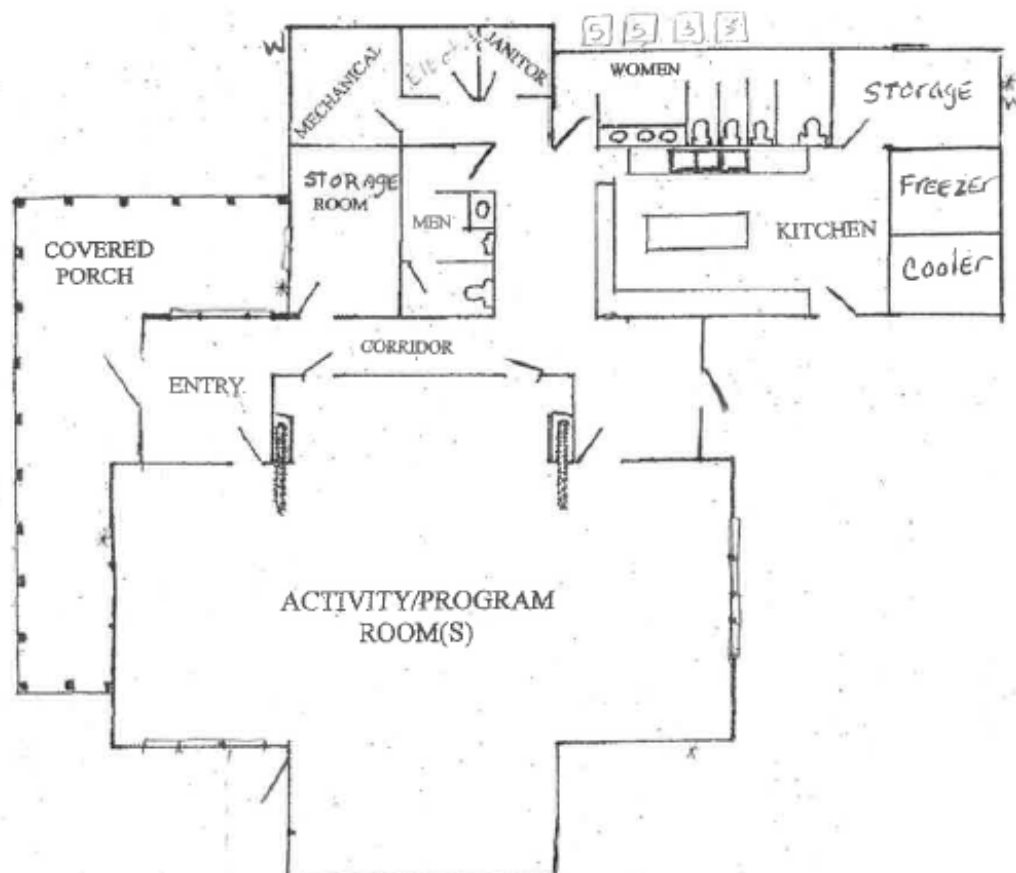 5 5 3 5
W
MECHANICAL
JANITOR
WOMEN
STORAGE
W
STORAGE
ROOM
MEN
FREEZER
COVERED
PORCH
KITCHEN
Cooler
CORRIDOR
ENTRY
ACTIVITY/PROGRAM
ROOM(S)